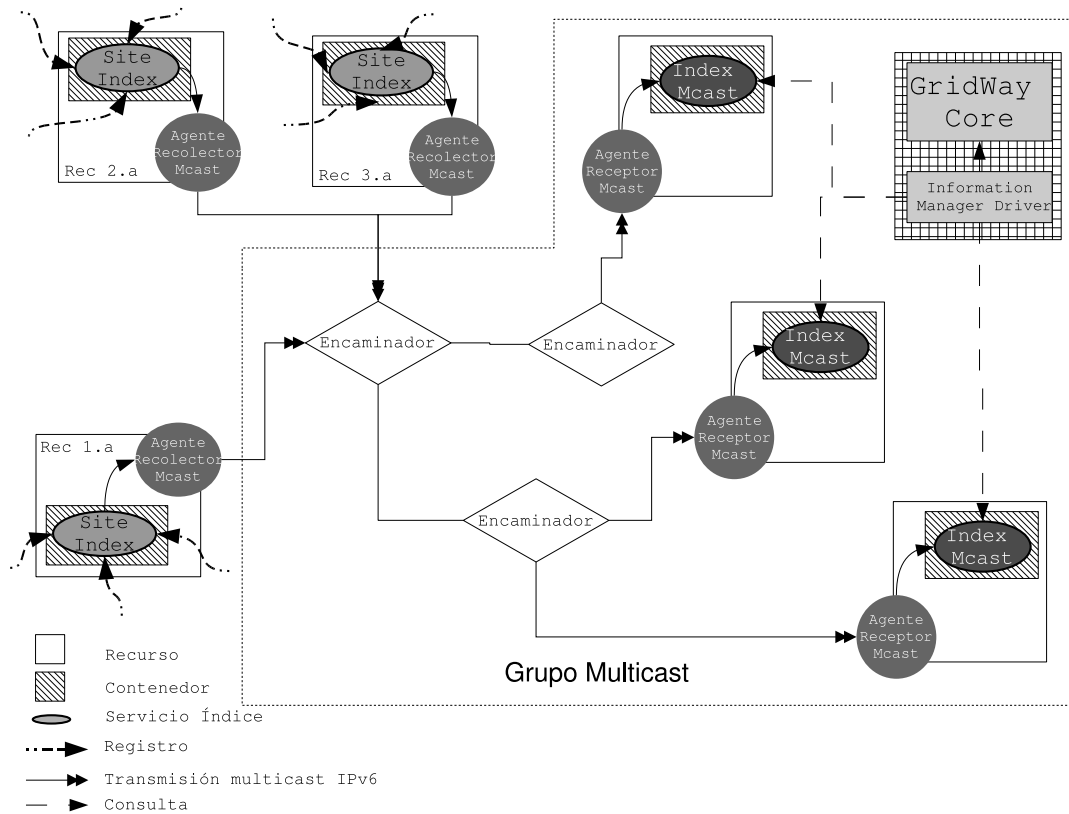 Site
Index
Agente
Recolector
Mcast
Rec 2.a
Site
Index
Agente
Recolector
Mcast
Rec 3.a
Index
Mcast
Agente
Receptor
Mcast
GridWay
Core
Information
Manager Driver
Encaminador
Encaminador
Index
Mcast
Agente
Receptor
Mcast
Rec 1.a
Agente
Recolector
Mcast
Site
Index
Encaminador
Index
Mcast
Agente
Receptor
Mcast
Grupo Multicast
Recurso
Contenedor
Servicio Índice
Registro
Transmisión multicast IPv6
Consulta